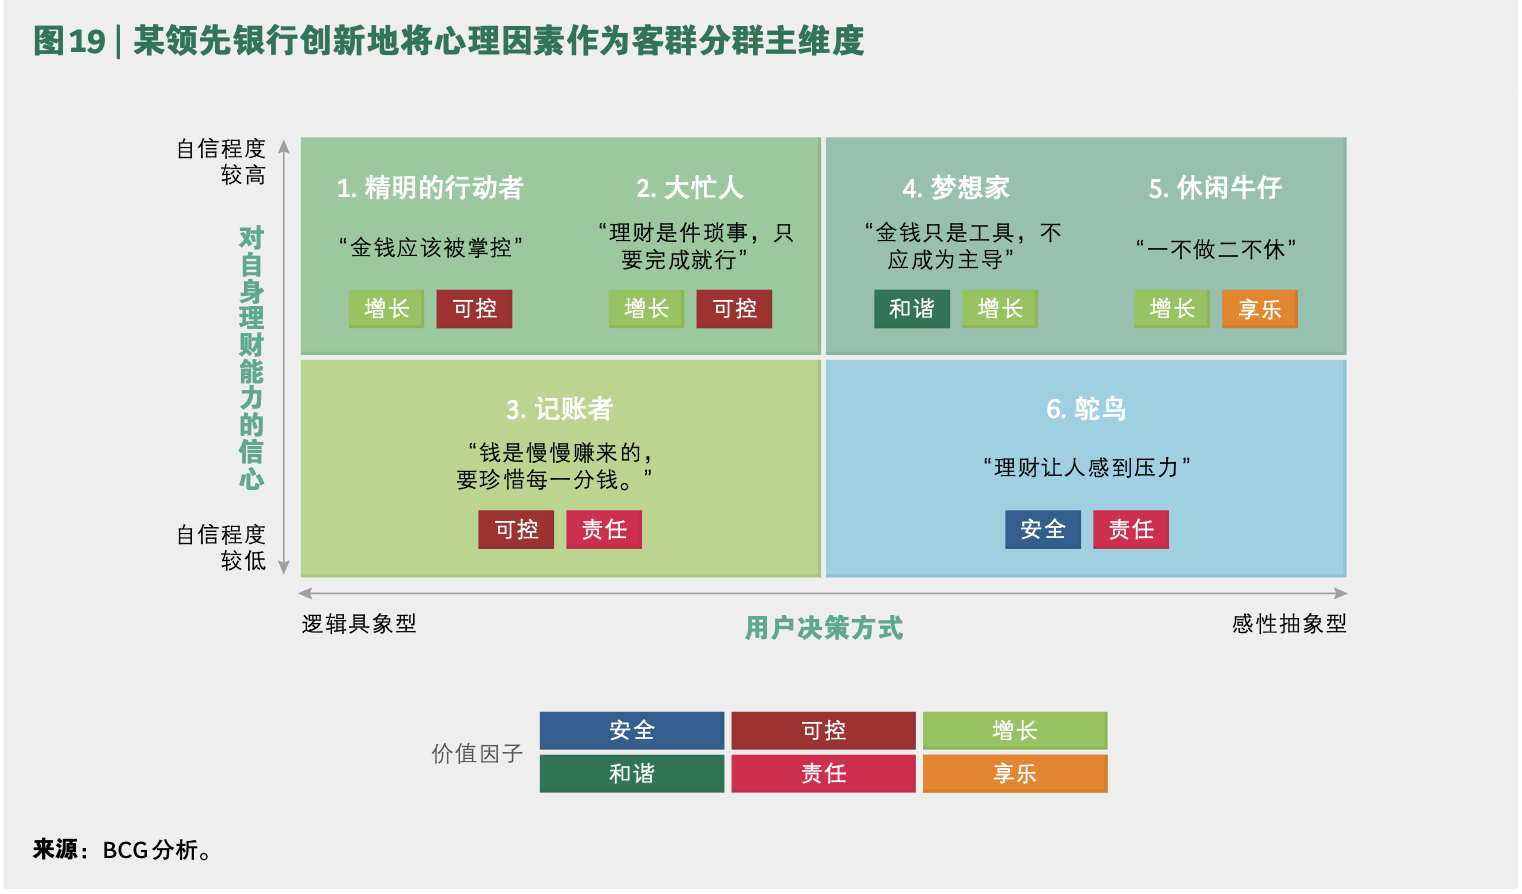 图19 | 某领先银行创新地将心理因素作为客群分群主维度
自信程度
较高
对自身理财能力的信心
自信程度
较低
1. 精明的行动者
“金钱应该被掌控”
增长
可控
2. 大忙人
“理财是件琐事，只
要完成就行”
增长
可控
4. 梦想家
“金钱只是工具，不
应成为主导”
和谐
增长
5. 休闲牛仔
“一不做二不休”
增长
享乐
3. 记账者
“钱是慢慢赚来的，
要珍惜每一分钱。”
可控
责任
6. 鸵鸟
“理财让人感到压力”
安全
责任
逻辑具象型
用户决策方式
感性抽象型
价值因子
安全
可控
增长
和谐
责任
享乐
来源：BCG分析。